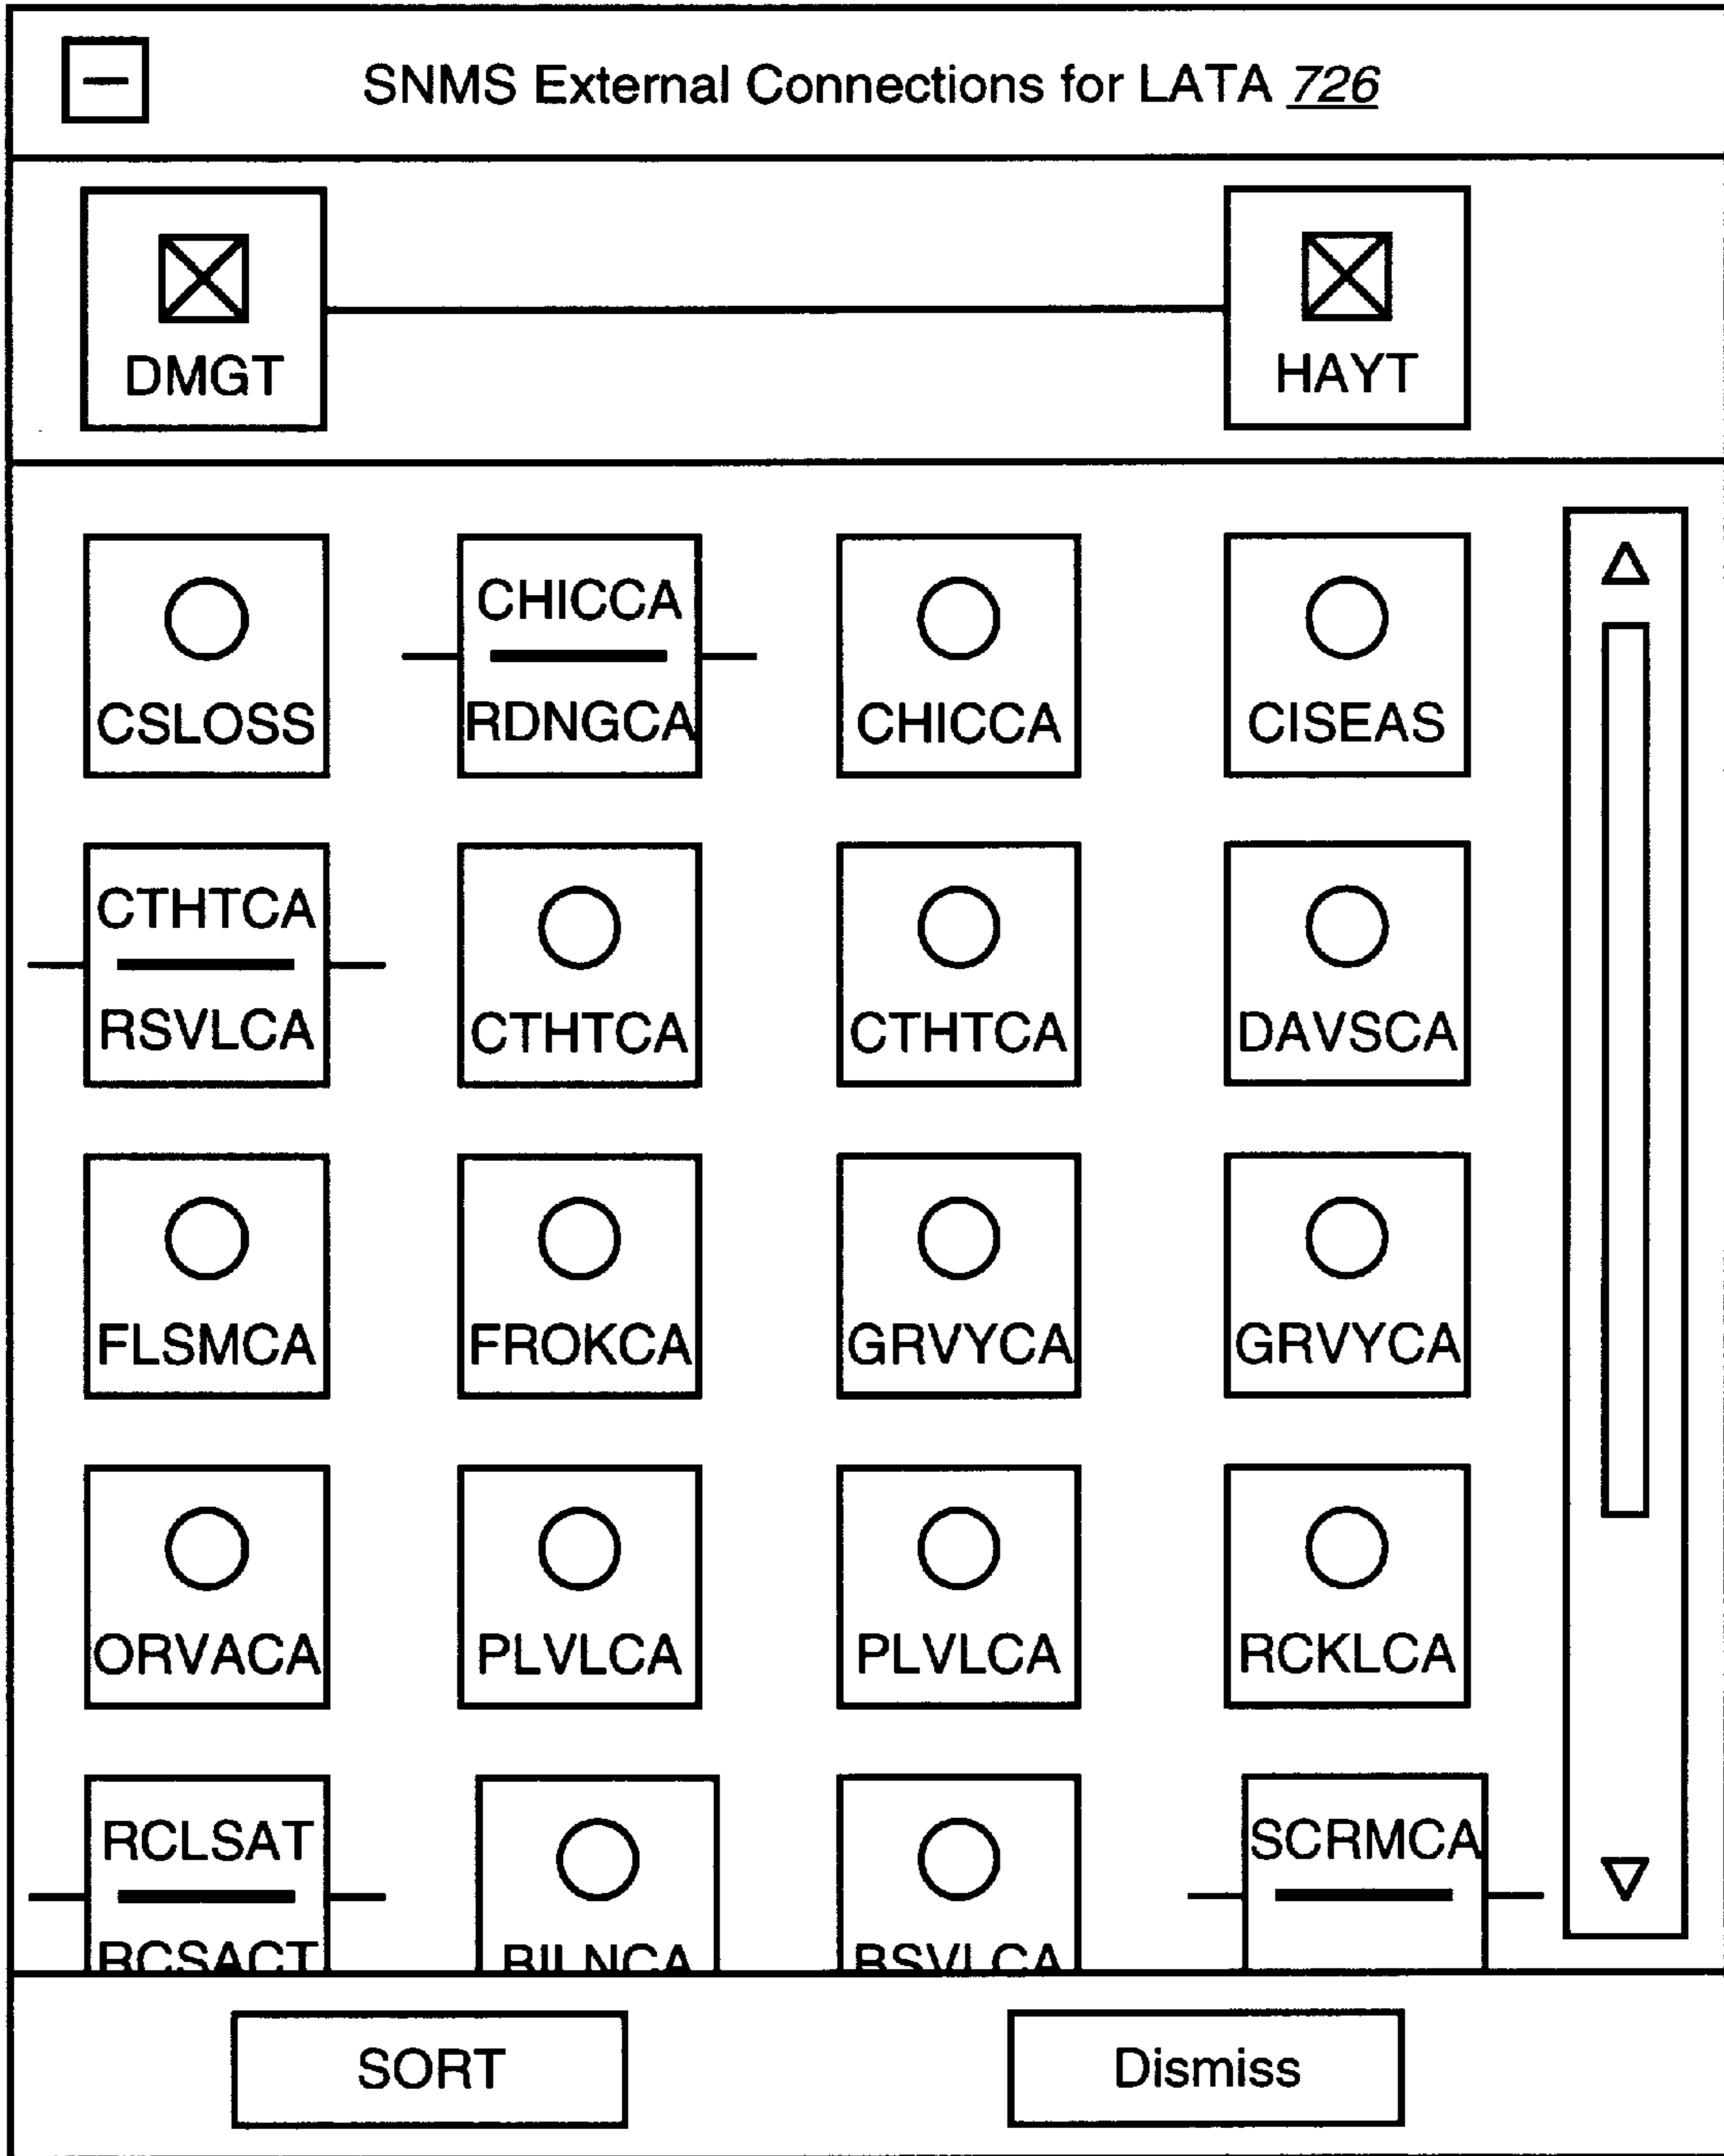 SNMS External Connections for LATA 726
DMGT
HAYT
CSLOSS
CHICCA
RDNGCA
CHICCA
CISEAS
CTHTCA
RSVLCA
CTHTCA
CTHTCA
DAVSCA
FLSMCA
FROKCA
GRVYCA
GRVYCA
ORVACA
PLVLCA
PLVLCA
RCKLCA
RCLSAT
SCRMCA
SORT
Dismiss